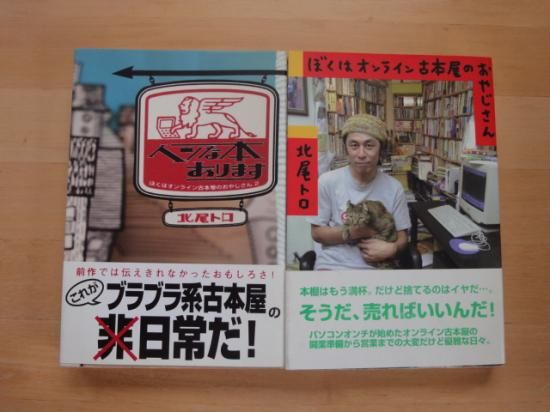 ヘンな本
あります
ぼくはオンライン古本屋のおやじさん2
北尾トロ
前作では伝えきれなかったおもしろさ!
これが
ブラブラ系古本屋の
非日常だ!
ぼくはオンライン古本屋のおやじさん
北尾トロ
本棚はもう満杯。だけど捨てるのはイヤだ…。
そうだ、売ればいいんだ!
パソコンオンチが始めたオンライン古本屋の
開業準備から営業までの大変だけど優雅な日々。